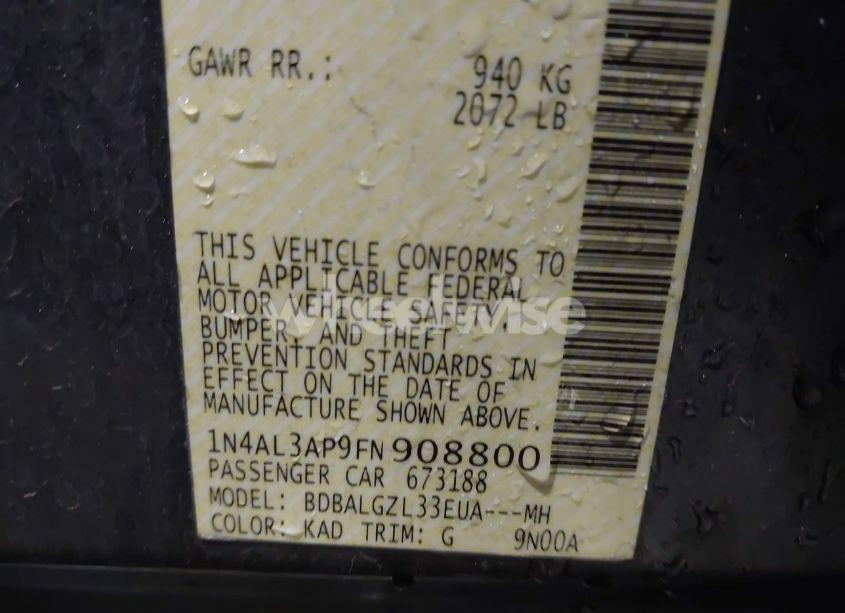 GAWR RR.: 940 KG
2072 LB
THIS VEHICLE CONFORMS TO
ALL APPLICABLE FEDERAL
MOTOR VEHICLE SAFETY,
BUMPER, AND THEFT
PREVENTION STANDARDS IN
EFFECT ON THE DATE OF
MANUFACTURE SHOWN ABOVE.
wheelwise
1N4AL3AP9FN908800
PASSENGER CAR 673188
MODEL: BDBALGZL33EUA---MH
COLOR: KAD TRIM: G 9N00A